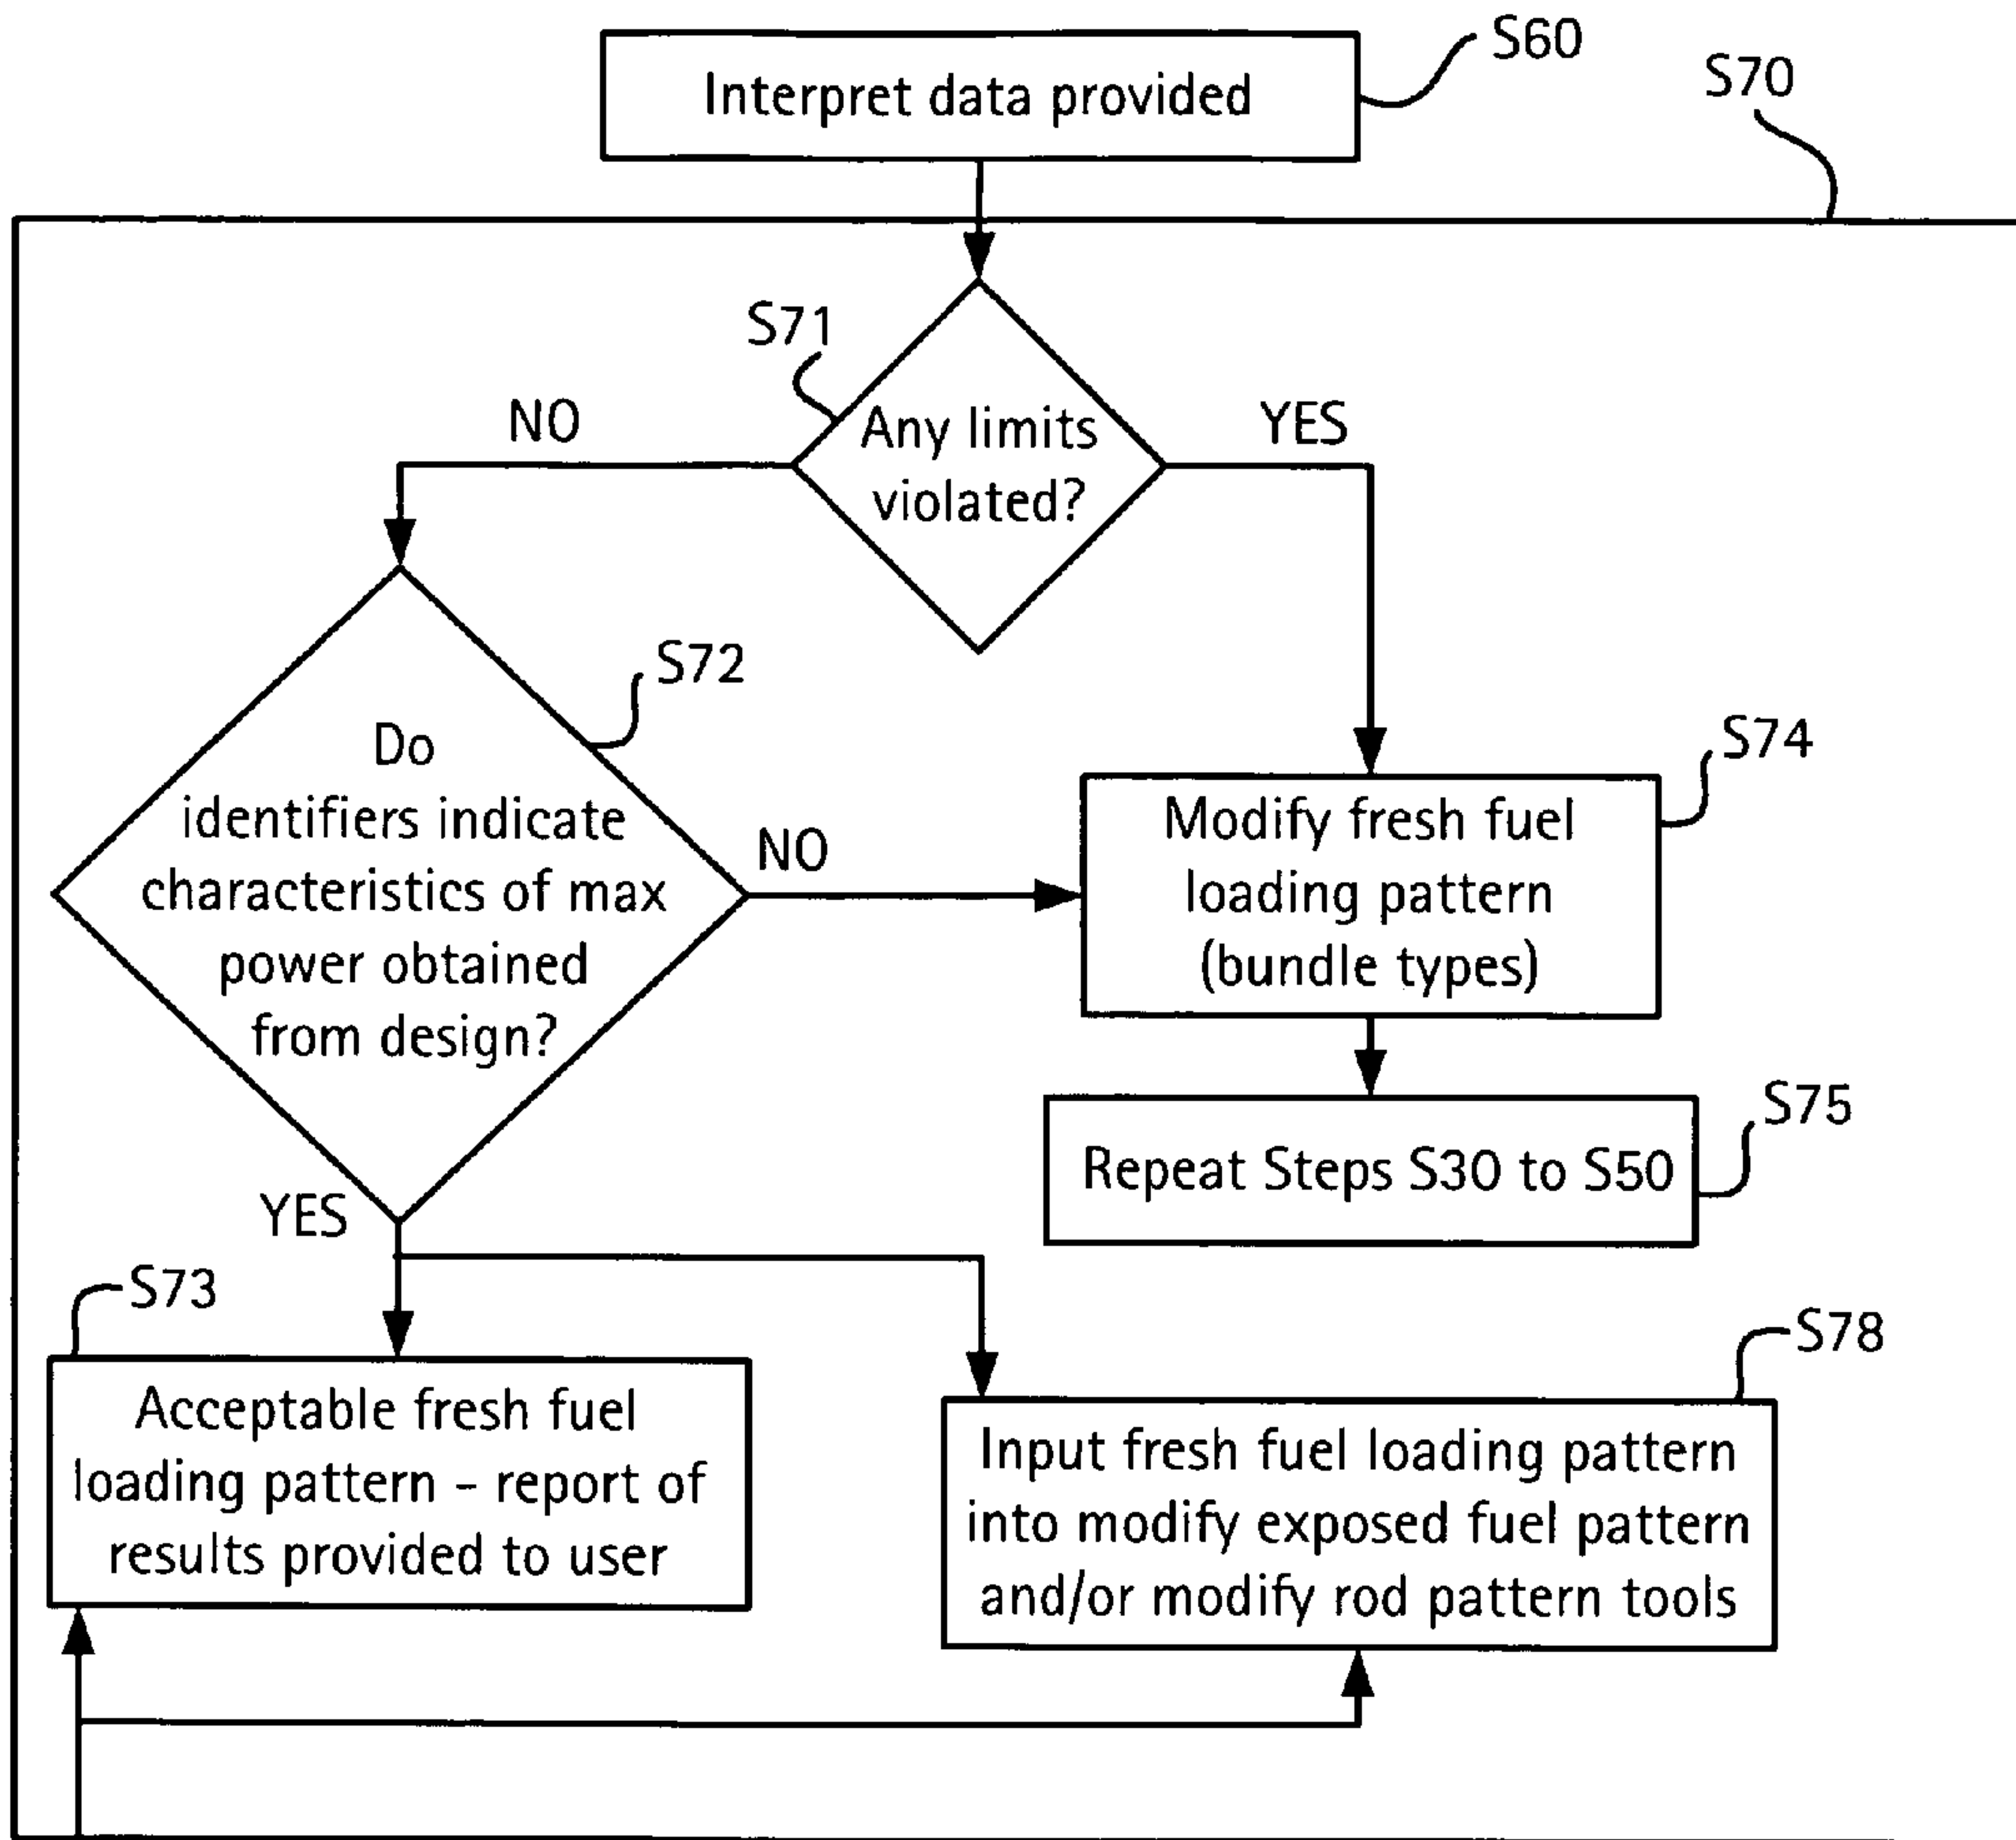 S60
Interpret data provided
S70
S71
Any limits
violated?
NO
YES
S72
Do
identifiers indicate
characteristics of max
power obtained
from design?
NO
YES
S74
Modify fresh fuel
loading pattern
(bundle types)
S75
Repeat Steps S30 to S50
S73
Acceptable fresh fuel
loading pattern - report of
results provided to user
S78
Input fresh fuel loading pattern
into modify exposed fuel pattern
and/or modify rod pattern tools